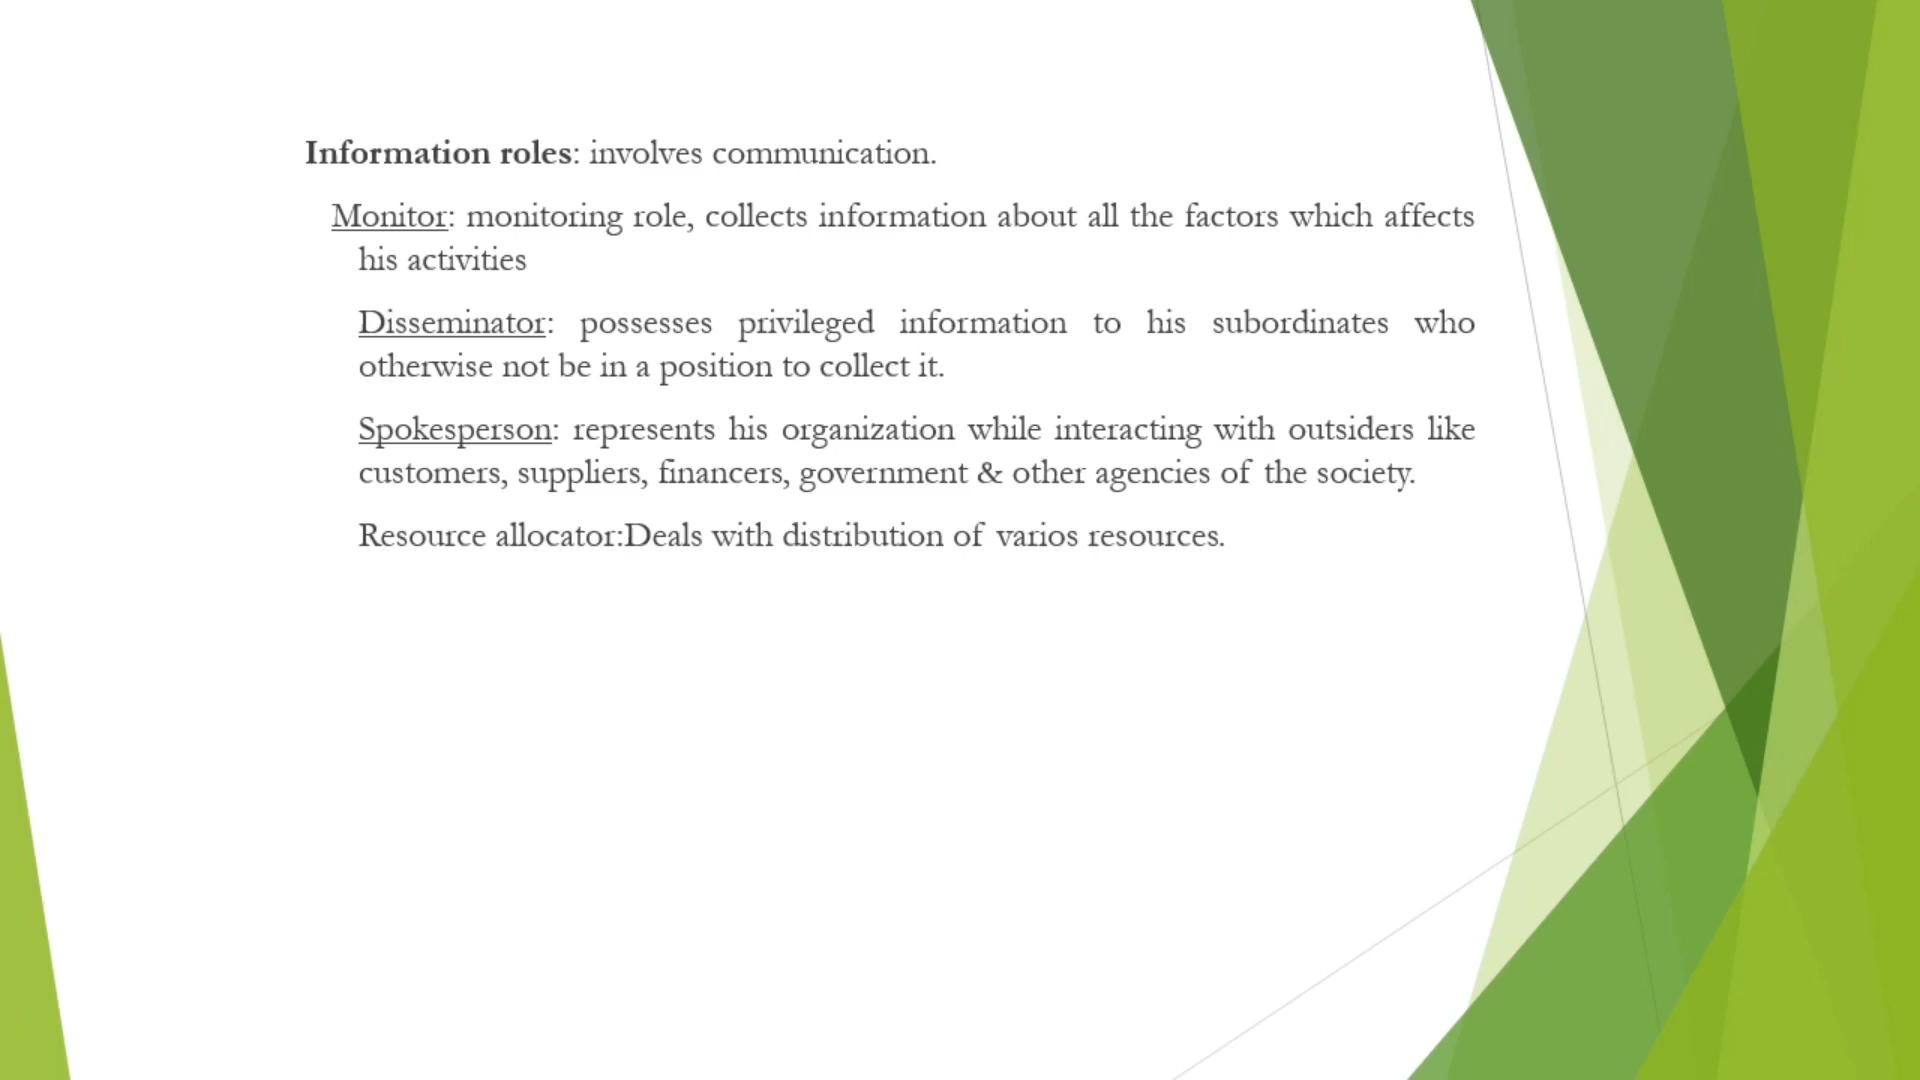 Information roles: involves communication.
Monitor: monitoring role, collects information about all the factors which affects
his activities
Disseminator: possesses privileged information to his subordinates who
otherwise not be in a position to collect it.
Spokesperson: represents his organization while interacting with outsiders like
customers, suppliers, financers, government & other agencies of the society.
Resource allocator:Deals with distribution of varios resources.